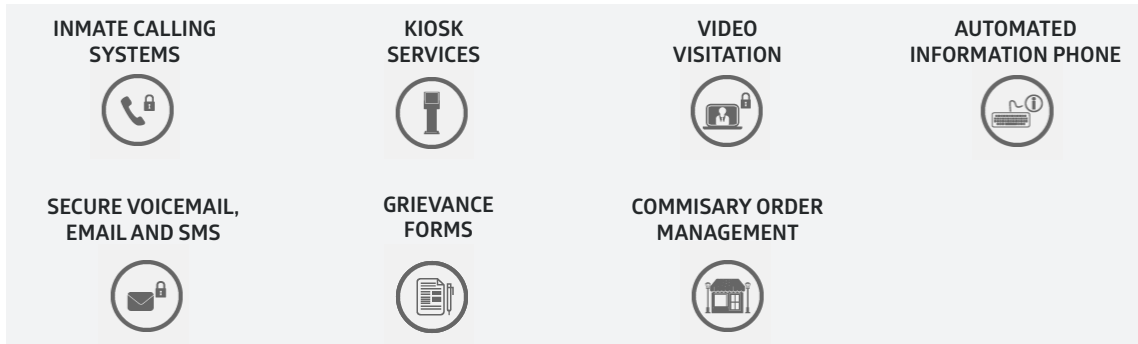 INMATE CALLING
SYSTEMS
KIOSK
SERVICES
VIDEO
VISITATION
AUTOMATED
INFORMATION PHONE
SECURE VOICEMAIL,
EMAIL AND SMS
GRIEVANCE
FORMS
COMMISARY ORDER
MANAGEMENT